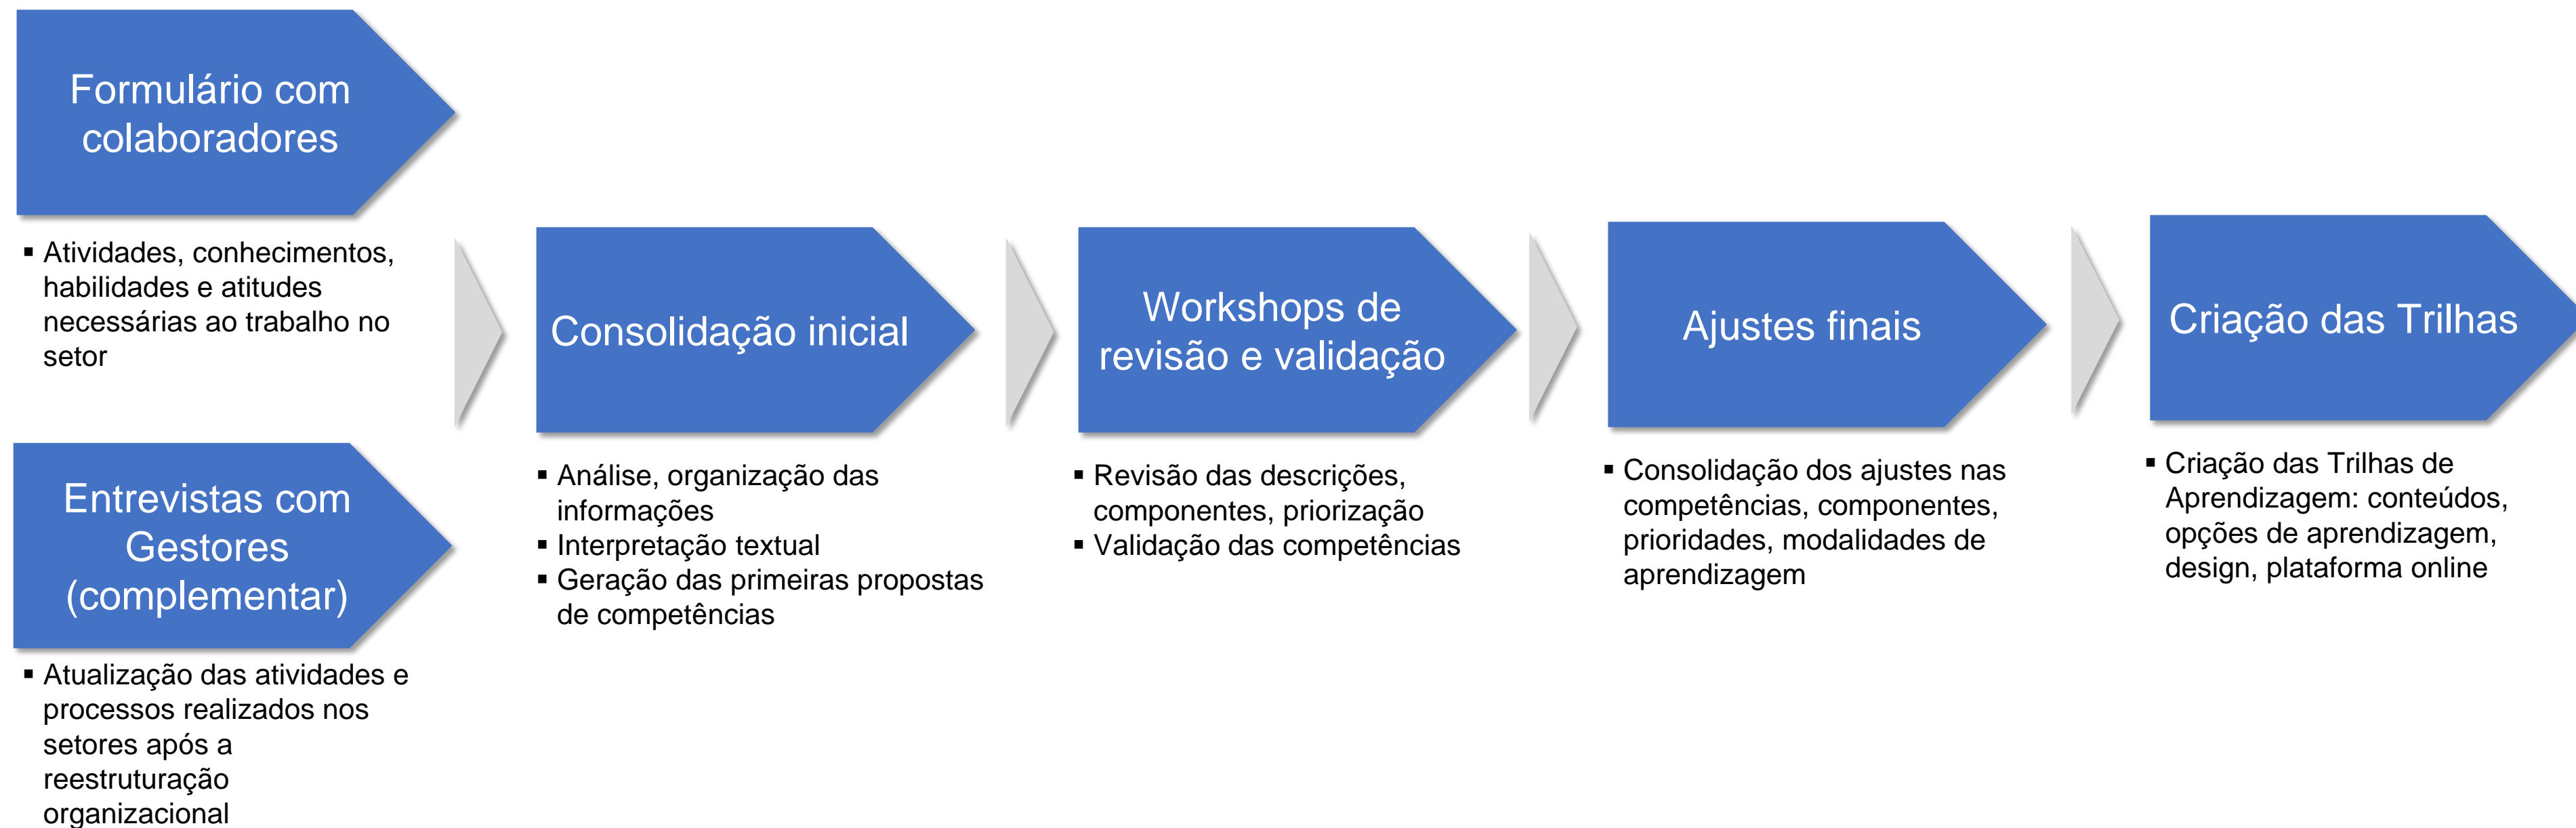 Formulário com
colaboradores
▪ Atividades, conhecimentos,
habilidades e atitudes
necessárias ao trabalho no
setor
Entrevistas com
Gestores
(complementar)
▪ Atualização das atividades e
processos realizados nos
setores após a
reestruturação
organizacional
Consolidação inicial
▪ Análise, organização das
informações
▪ Interpretação textual
▪ Geração das primeiras propostas
de competências
Workshops de
revisão e validação
▪ Revisão das descrições,
componentes, priorização
▪ Validação das competências
Ajustes finais
▪ Consolidação dos ajustes nas
competências, componentes,
prioridades, modalidades de
aprendizagem
Criação das Trilhas
▪ Criação das Trilhas de
Aprendizagem: conteúdos,
opções de aprendizagem,
design, plataforma online